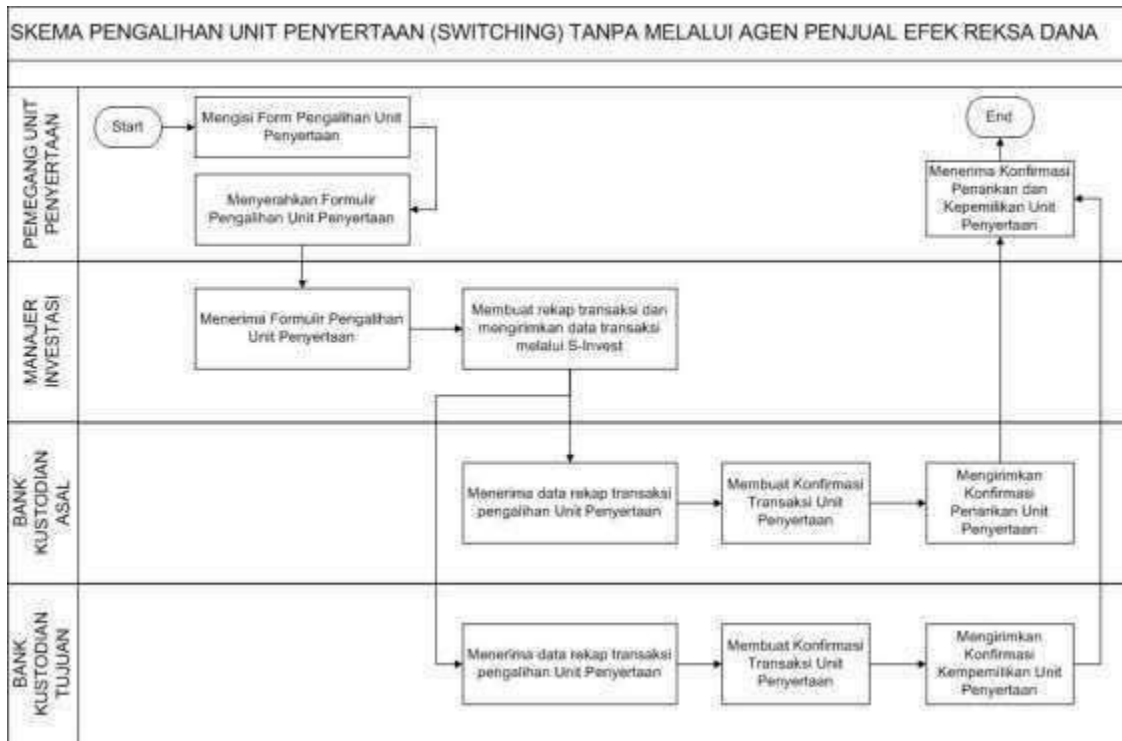 SKEMA PENGALIHAN UNIT PENYERTAAN (SWITCHING) TANPA MELALUI AGEN PENJUAL EFEK REKSA DANA
PEMEGANG UNIT
PENYERTAAN
Start
Mengisi Form Pengalihan Unit
Penyertaan
Menyerahkan Formulir
Pengalihan Unit Penyertaan
End
Menerima Konfirmasi
Penarikan dan
Kepemilikan Unit
Penyertaan
MANAJER
INVESTASI
Menerima Formulir Pengalihan
Unit Penyertaan
Membuat rekap transaksi dan
mengirimkan data transaksi
melalui S-Invest
BANK
KUSTODIAN
ASAL
Menerima data rekap transaksi
pengalihan Unit Penyertaan
Membuat Konfirmasi
Transaksi Unit
Penyertaan
Mengirimkan
Konfirmasi
Penarikan Unit
Penyertaan
BANK
KUSTODIAN
TUJUAN
Menerima data rekap transaksi
pengalihan Unit Penyertaan
Membuat Konfirmasi
Transaksi Unit
Penyertaan
Mengirimkan
Konfirmasi
Kempemilikan Unit
Penyertaan